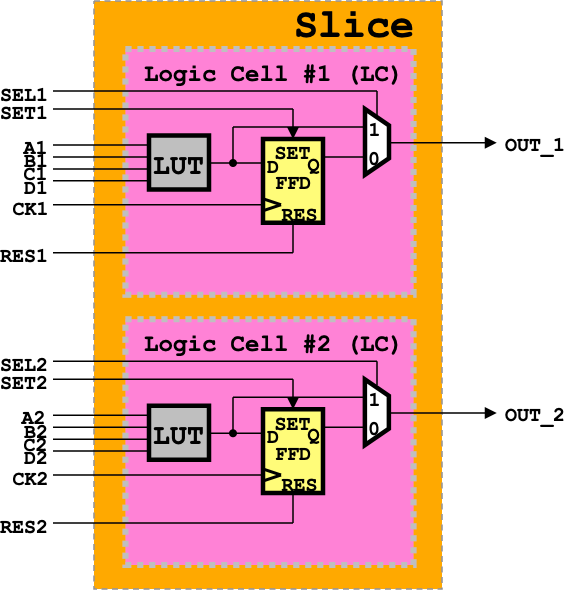 Slice
Logic Cell #1 (LC)
SEL1
SET1
A1
B1
C1
D1
CK1
RES1
LUT
SET
D
Q
FFD
RES
1
0
OUT_1
Logic Cell #2 (LC)
SEL2
SET2
A2
B2
C2
D2
CK2
RES2
LUT
SET
D
Q
FFD
RES
1
0
OUT_2